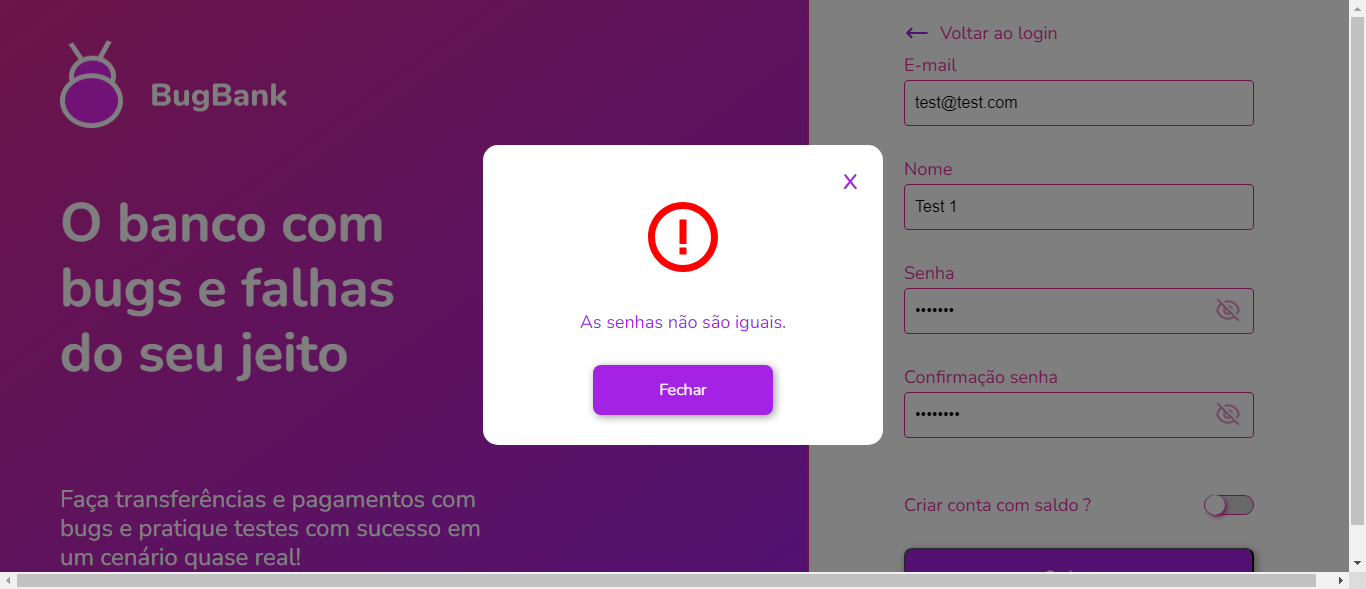 BugBank
O banco com
bugs e falhas
do seu jeito
Faça transferências e pagamentos com
bugs e pratique testes com sucesso em
um cenário quase real!
X
As senhas não são iguais.
Fechar
Voltar ao login
E-mail
test@test.com
Nome
Test 1
Senha
•••••••
Confirmação senha
••••••••
Criar conta com saldo ?